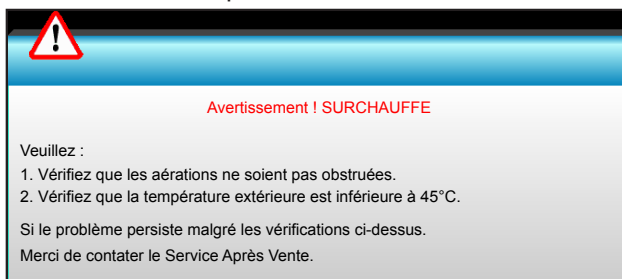 !
Avertissement ! SURCHAUFFE
Veuillez :
1. Vérifiez que les aérations ne soient pas obstruées.
2. Vérifiez que la température extérieure est inférieure à 45°C.
Si le problème persiste malgré les vérifications ci-dessus.
Merci de contater le Service Après Vente.